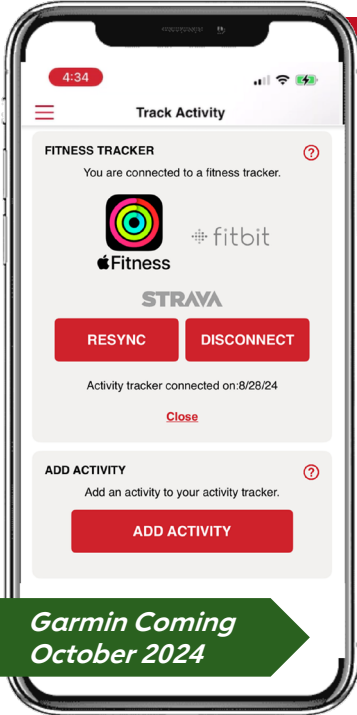 4:34
Track Activity
FITNESS TRACKER
?
You are connected to a fitness tracker.
Fitness
fitbit
STRAVA
RESYNC
DISCONNECT
Activity tracker connected on:8/28/24
Close
ADD ACTIVITY
?
Add an activity to your activity tracker.
ADD ACTIVITY
Garmin Coming
October 2024